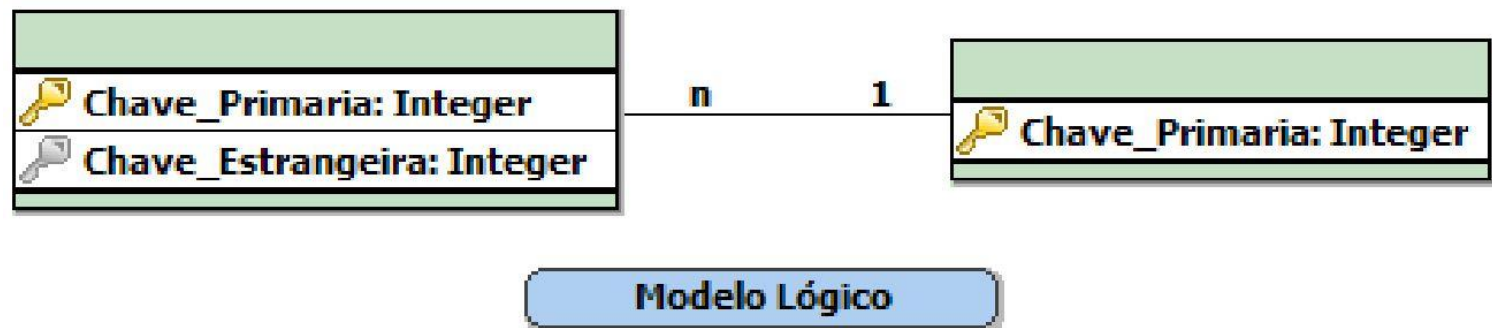 Chave_Primaria: Integer
Chave_Estrangeira: Integer
n
1
Chave_Primaria: Integer
Modelo Lógico